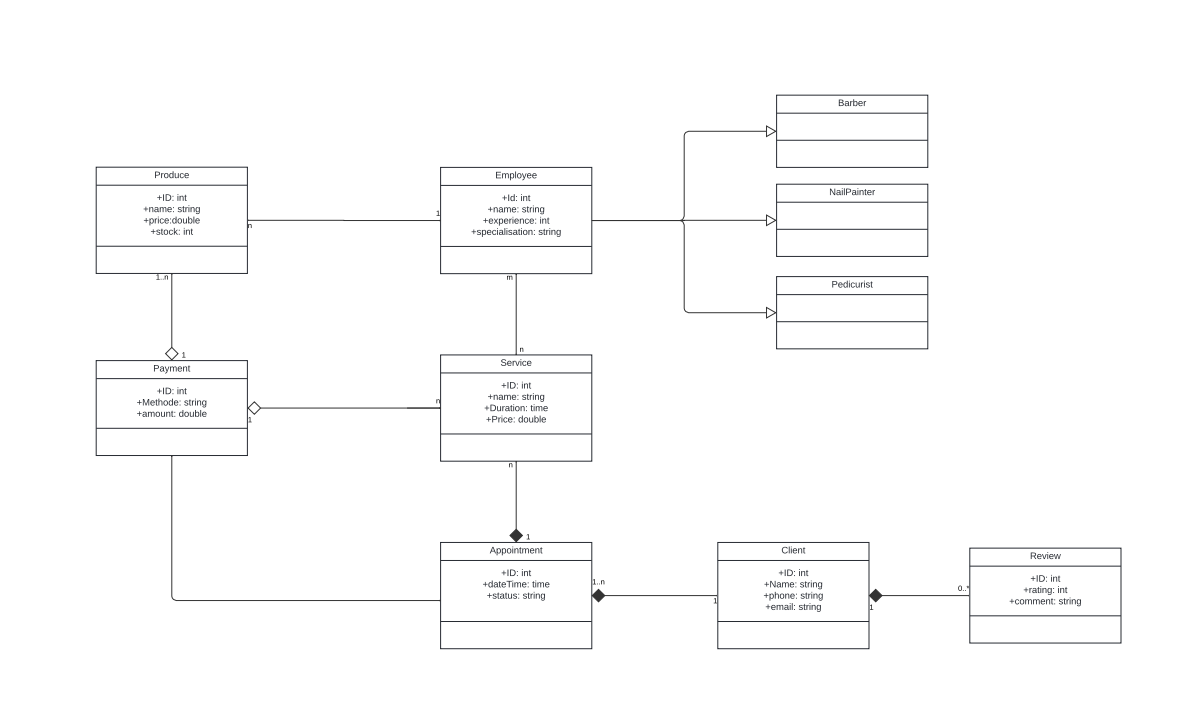 Barber
NailPainter
Pedicurist
Produce
+ID: int
+name: string
+price:double
+stock: int
n
1..n
1
Employee
+Id: int
+name: string
+experience: int
+specialisation: string
m
n
1
Payment
+ID: int
+Methode: string
+amount: double
1
n
Service
+ID: int
+name: string
+Duration: time
+Price: double
n
1
Appointment
+ID: int
+dateTime: time
+status: string
1..n
1
Client
+ID: int
+Name: string
+phone: string
+email: string
1
0..*
Review
+ID: int
+rating: int
+comment: string